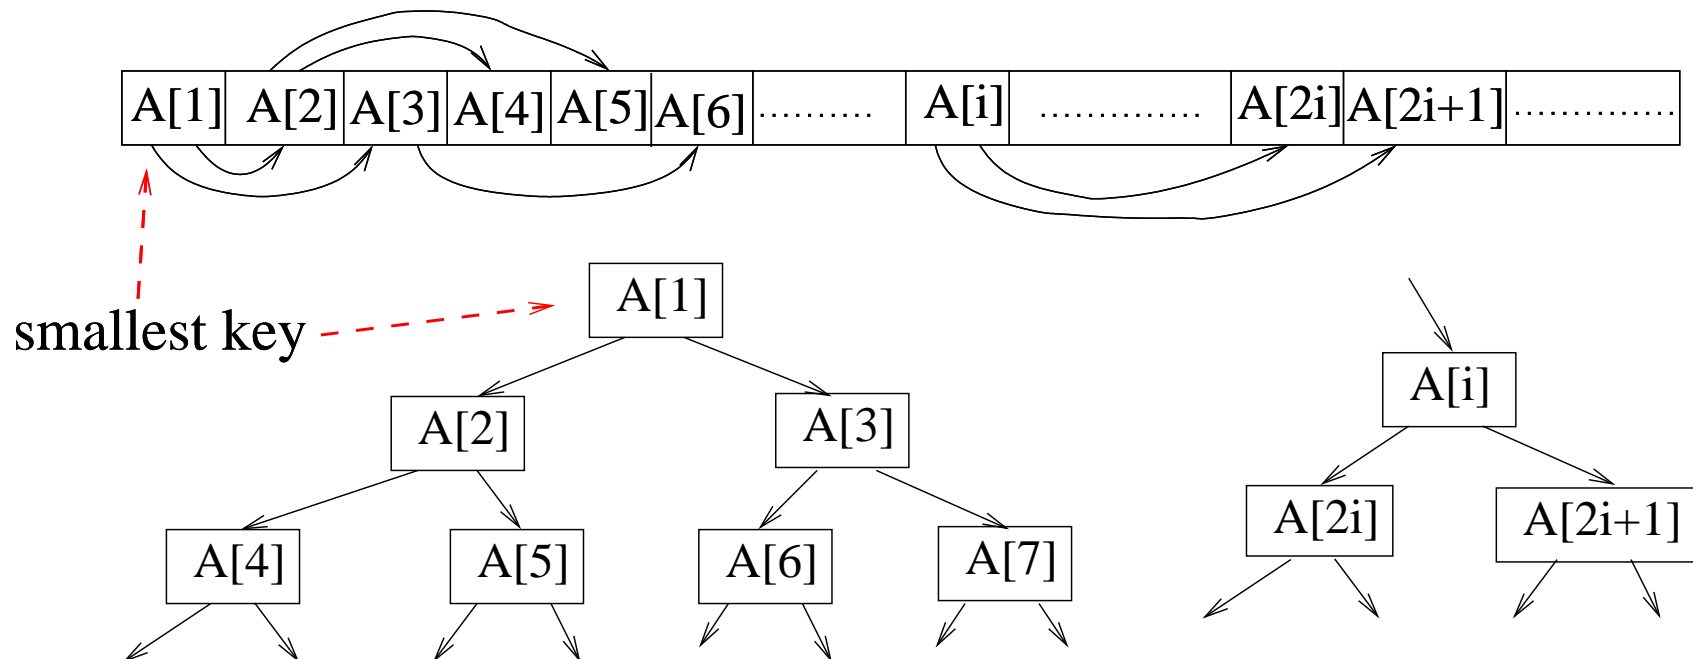 A[1] A[2] A[3] A[4] A[5] A[6] .......... A[i] .............. A[2i] A[2i+1] ..............
smallest key
A[1]
A[i]
A[2] A[3]
A[2i] A[2i+1]
A[4] A[5] A[6] A[7]